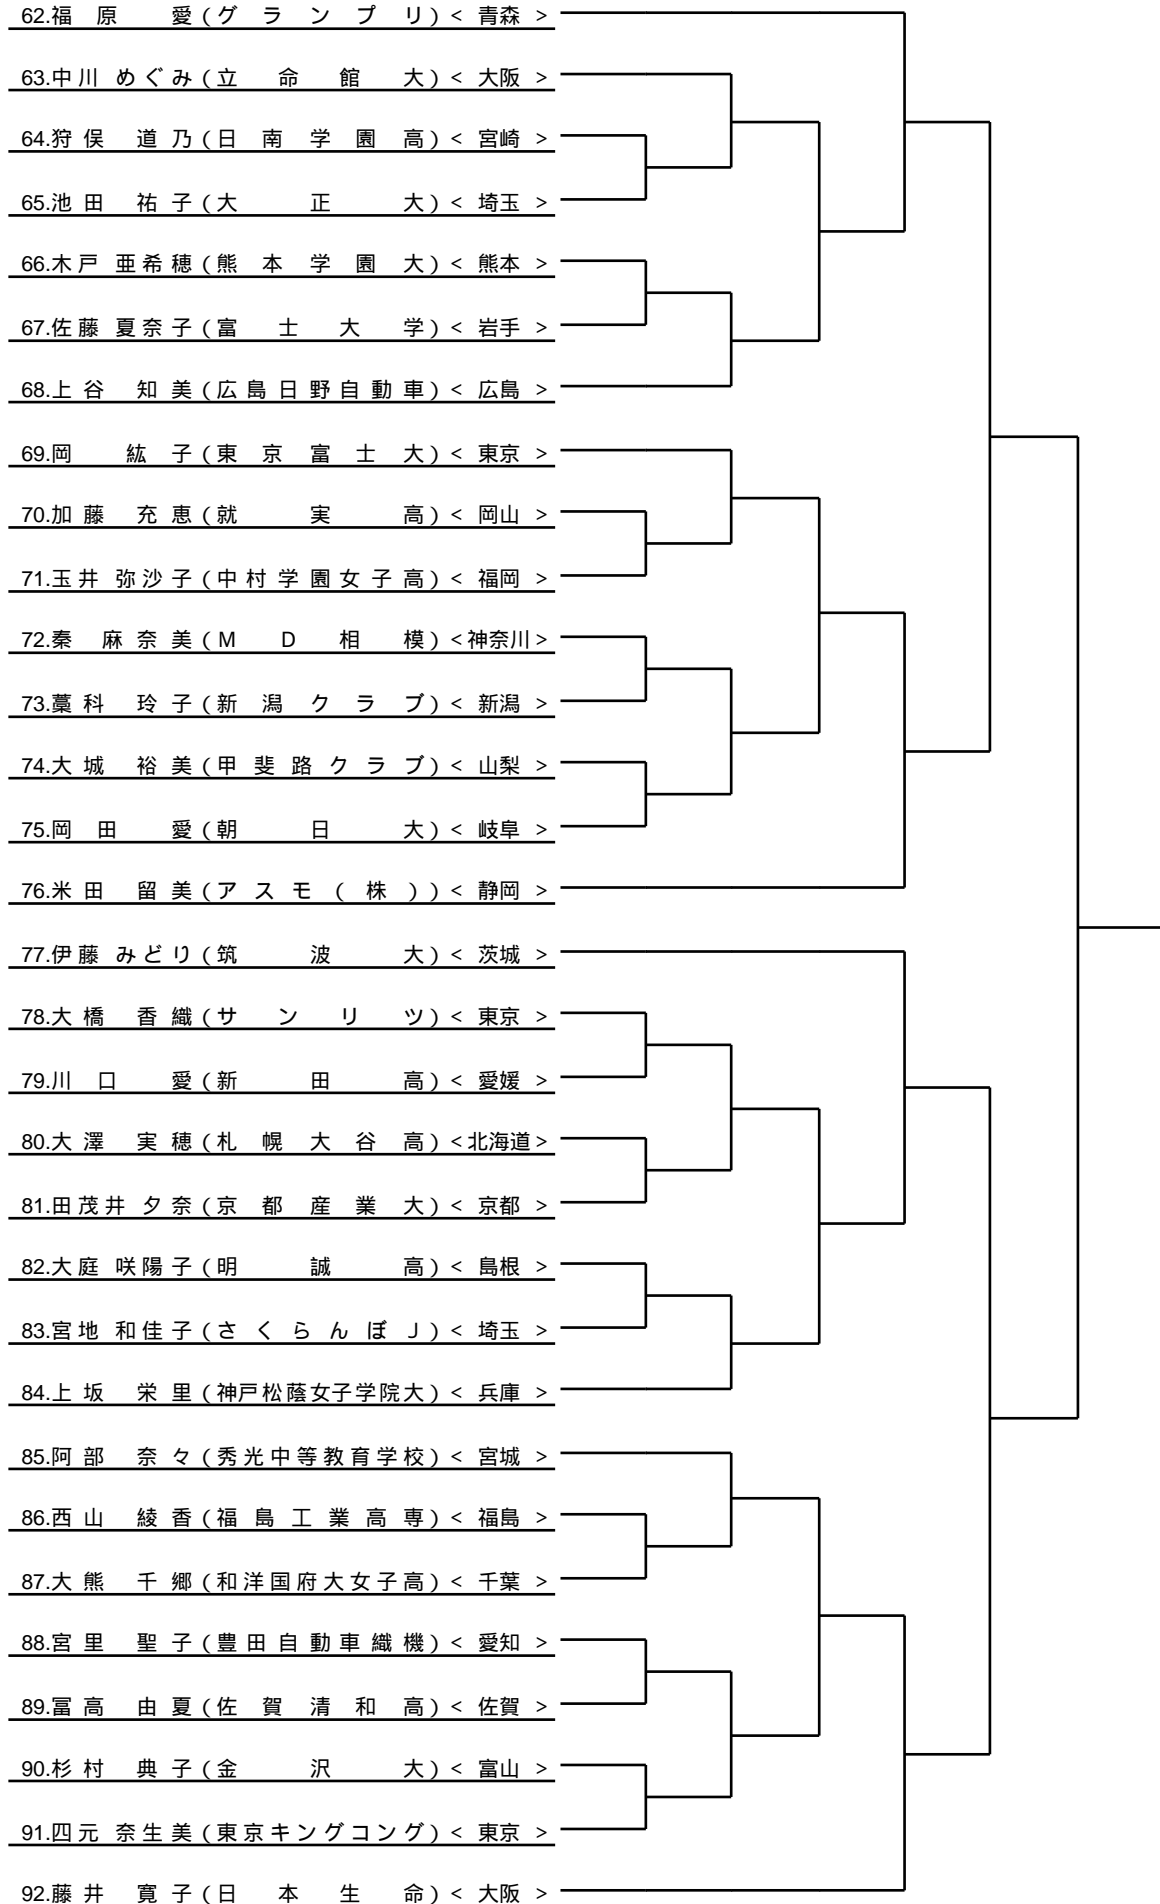 62.福原 愛(グランプリ)< 青森 >
63.中川 めぐみ(立命館大)< 大阪 >
64.狩俣 道乃(日南学園高)< 宮崎 >
65.池田 祐子(大正大)< 埼玉 >
66.木戸 亜希穂(熊本学園大)< 熊本 >
67.佐藤 夏奈子(富士大学)< 岩手 >
68.上谷 知美(広島日野自動車)< 広島 >
69.岡 紘子(東京富士大)< 東京 >
70.加藤 充恵(就実高)< 岡山 >
71.玉井 弥沙子(中村学園女子高)< 福岡 >
72.秦 麻奈美(MD相模)<神奈川>
73.藁科 玲子(新潟クラブ)< 新潟 >
74.大城 裕美(甲斐路クラブ)< 山梨 >
75.岡田 愛(朝日大)< 岐阜 >
76.米田 留美(アスモ(株))< 静岡 >
77.伊藤 みどり(筑波大)< 茨城 >
78.大橋 香織(サンリツ)< 東京 >
79.川口 愛(新田高)< 愛媛 >
80.大澤 実穂(札幌大谷高)<北海道>
81.田茂井 夕奈(京都産業大)< 京都 >
82.大庭 咲陽子(明誠高)< 島根 >
83.宮地 和佳子(さくらんぼJ)< 埼玉 >
84.上坂 栄里(神戸松蔭女子学院大)< 兵庫 >
85.阿部 奈々(秀光中等教育学校)< 宮城 >
86.西山 綾香(福島工業高専)< 福島 >
87.大熊 千郷(和洋国府大女子高)< 千葉 >
88.宮里 聖子(豊田自動車織機)< 愛知 >
89.冨高 由夏(佐賀清和高)< 佐賀 >
90.杉村 典子(金沢大)< 富山 >
91.四元 奈生美(東京キングコング)< 東京 >
92.藤井 寛子(日本生命)< 大阪 >